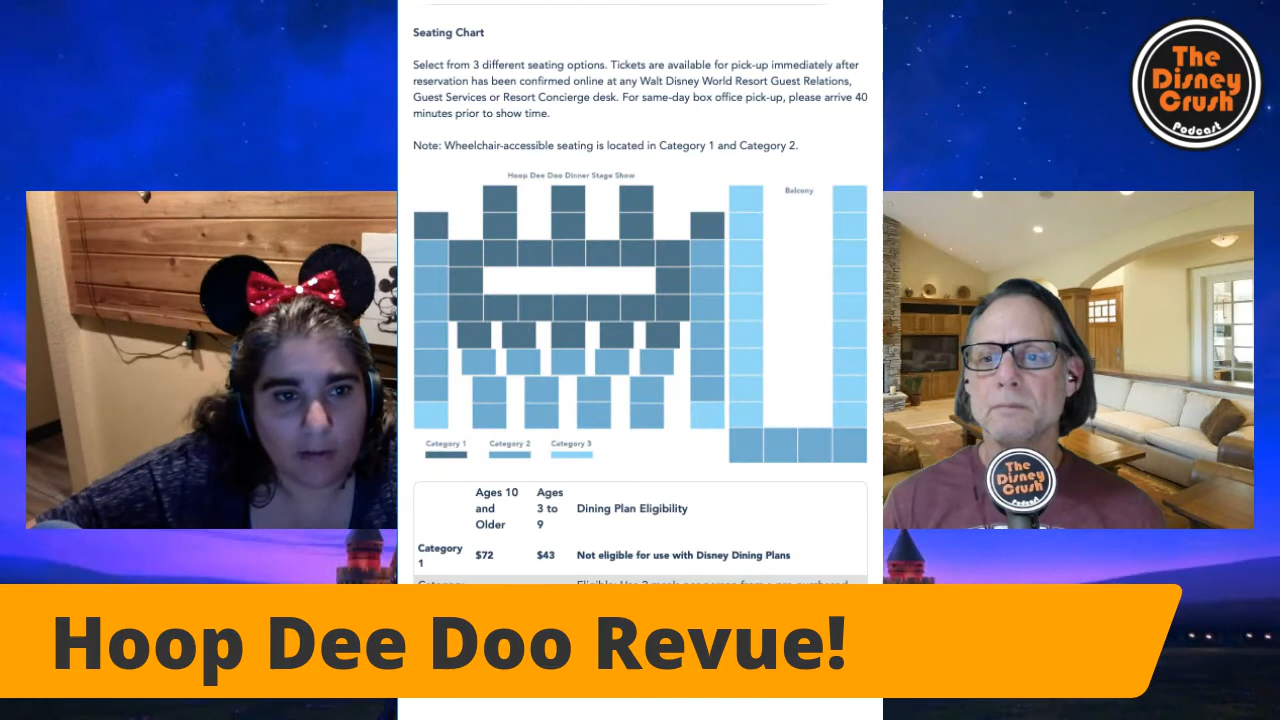 Seating Chart
Select from 3 different seating options. Tickets are available for pick-up immediately after
reservation has been confirmed online at any Walt Disney World Resort Guest Relations,
Guest Services or Resort Concierge desk. For same-day box office pick-up, please arrive 40
minutes prior to show time.
Note: Wheelchair-accessible seating is located in Category 1 and Category 2.
Hoop Dee Doo Dinner Stage Show
Balcony
Category 1
Category 2
Category 3
Ages 10
and
Older
Ages
3 to
9
Dining Plan Eligibility
Category
1
$72
$43
Not eligible for use with Disney Dining Plans
The
Disney
Crush
Podcast
The
Disney
Crush
Podcast
Hoop Dee Doo Revue!